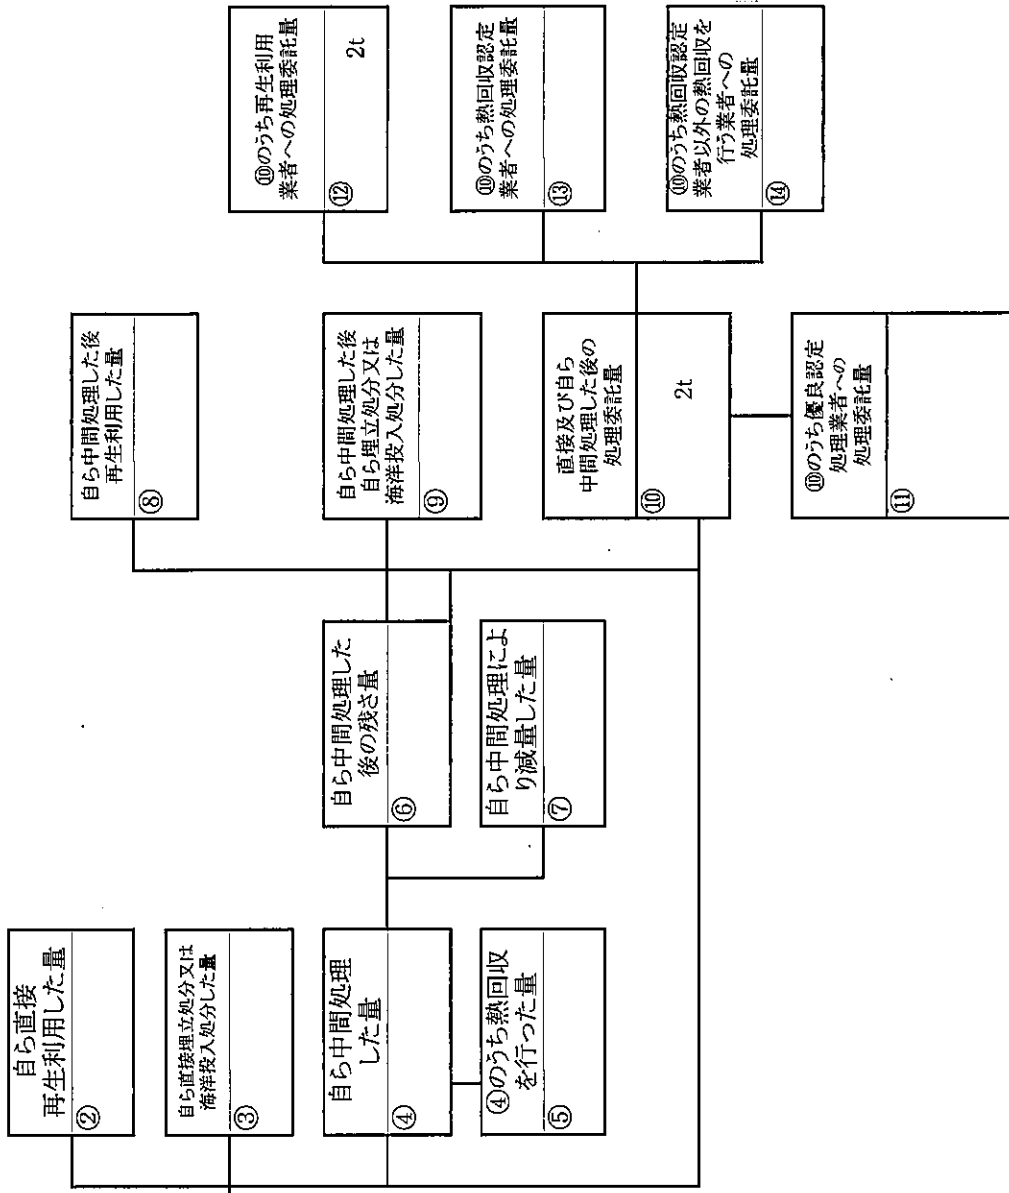 自ら直接
再生利用した量
②
自ら直接埋立処分又は
海洋投入処分した量
③
自ら中間処理
した量
④
④のうち熱回収
を行った量
⑤
自ら中間処理した
後の残さ量
⑥
自ら中間処理によ
り減量した量
⑦
自ら中間処理した後
再生利用した量
⑧
自ら中間処理した後
自ら埋立処分又は
海洋投入処分した量
⑨
直接及び自ら
中間処理した後の
処理委託量
⑩
2t
⑩のうち優良認定
処理業者への
処理委託量
⑪
⑩のうち再生利用
業者への処理委託量
⑫
2t
⑩のうち熱回収認定
業者への処理委託量
⑬
⑩のうち熱回収認定
業者以外の熱回収を
行う業者への
処理委託量
⑭